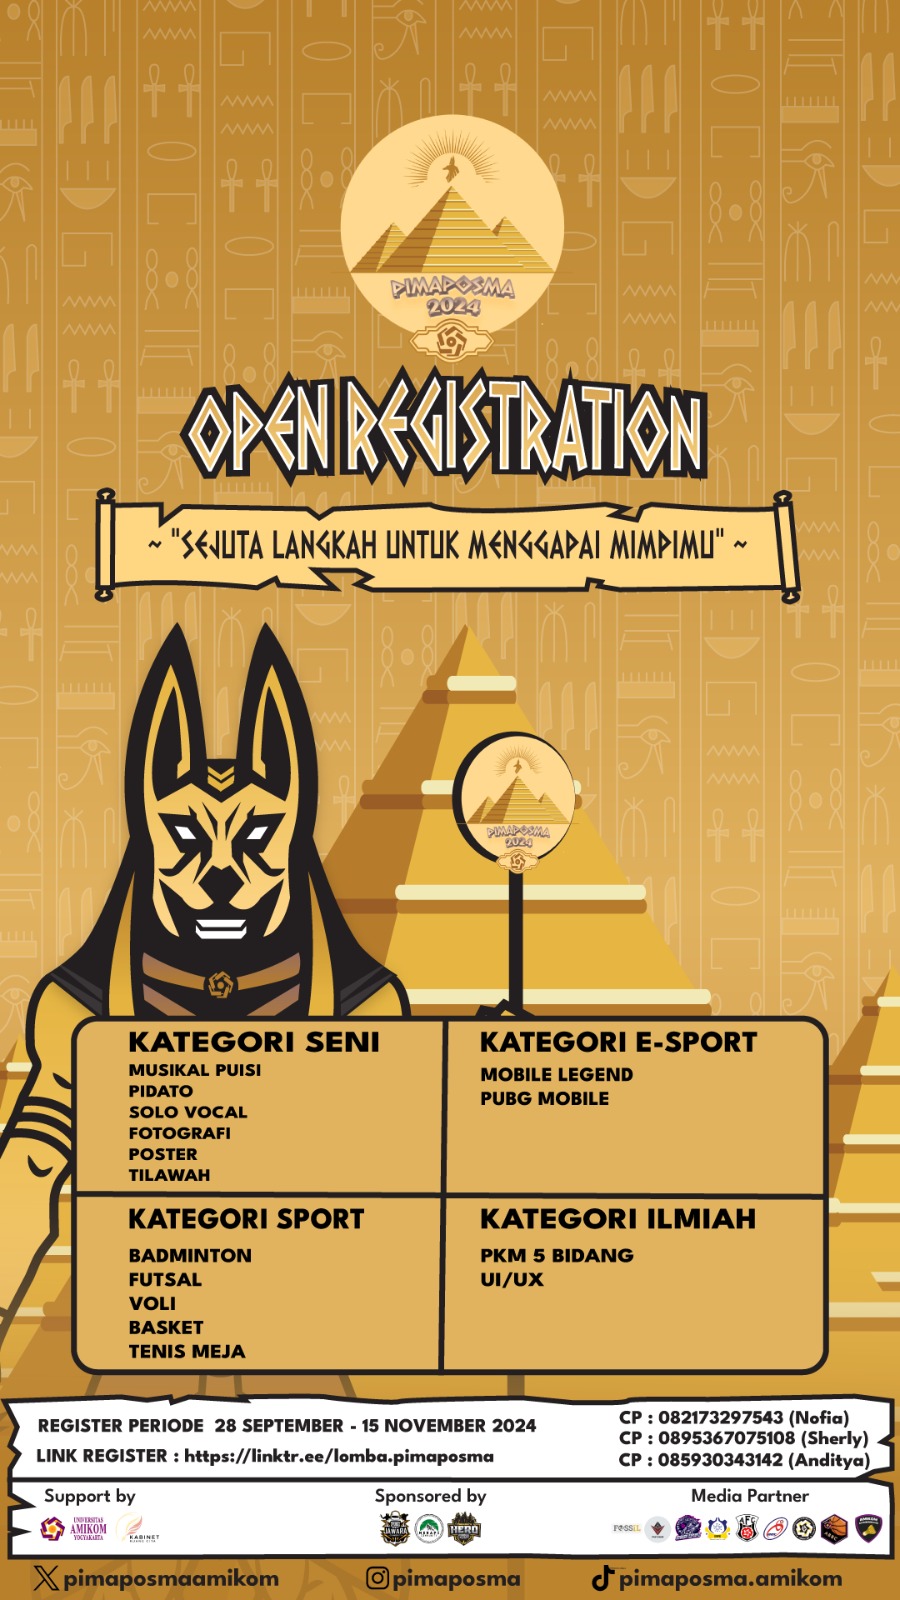 PIMAPOSMA
2024
OPEN REGISTRATION
~ "SEJUTA LANGKAH UNTUK MENGGAPAI MIMPIMU" ~
PIMAPOSMA
2024
KATEGORI SENI
MUSIKAL PUISI
PIDATO
SOLO VOCAL
FOTOGRAFI
POSTER
TILAWAH
KATEGORI E-SPORT
MOBILE LEGEND
PUBG MOBILE
KATEGORI SPORT
BADMINTON
FUTSAL
VOLI
BASKET
TENIS MEJA
KATEGORI ILMIAH
PKM 5 BIDANG
UI/UX
REGISTER PERIODE 28 SEPTEMBER - 15 NOVEMBER 2024
LINK REGISTER : https://linktr.ee/lomba.pimaposma
CP : 082173297543 (Nofia)
CP : 0895367075108 (Sherly)
CP : 085930343142 (Anditya)
Support by
UNIVERSITAS
AMIKOM
YOGYAKARTA
KABINET
Sponsored by
JAWARA
HERO
Media Partner
FOSSIL
AFC
pimaposmaamikom
pimaposma
pimaposma.amikom